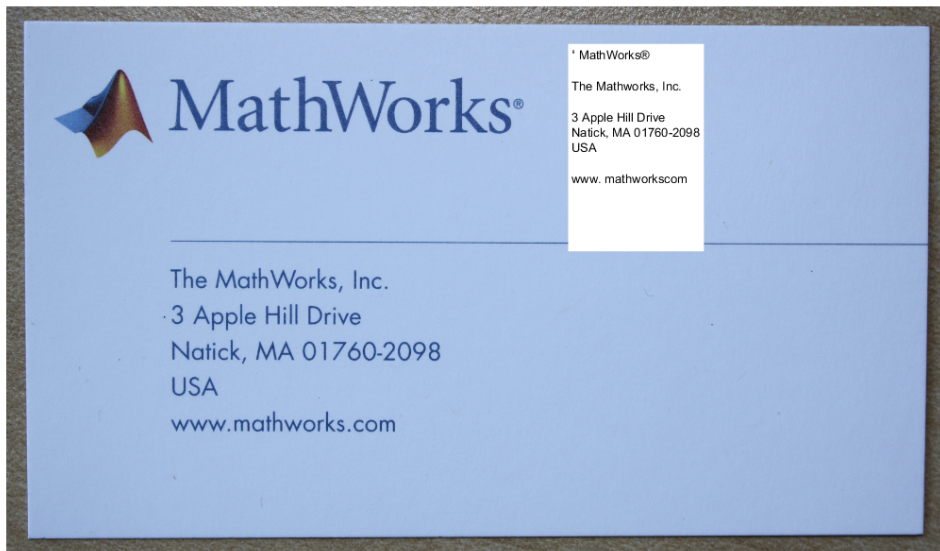 MathWorks®
' MathWorks®
The Mathworks, Inc.
3 Apple Hill Drive
Natick, MA 01760-2098
USA
www. mathworkscom
The MathWorks, Inc.
3 Apple Hill Drive
Natick, MA 01760-2098
USA
www.mathworks.com